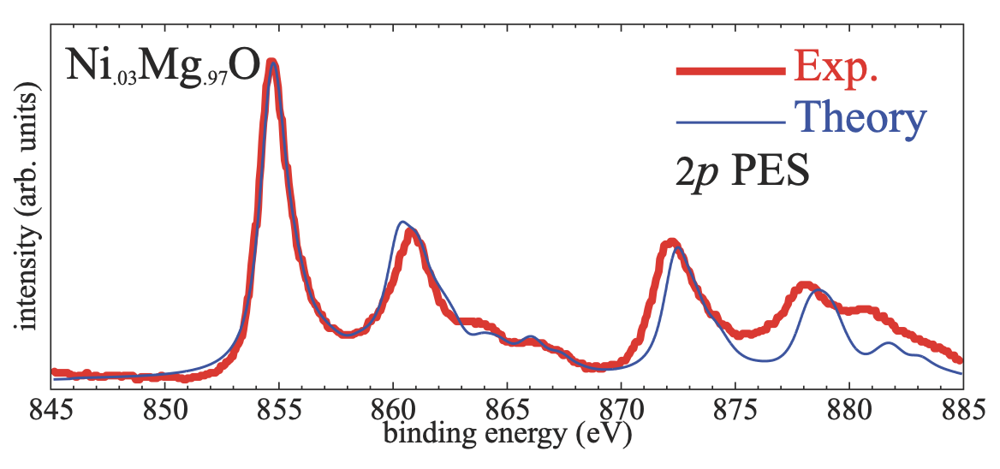 Ni.03Mg.97O
Exp.
Theory
2p PES
intensity (arb. units)
845 850 855 860 865 870 875 880 885
binding energy (eV)